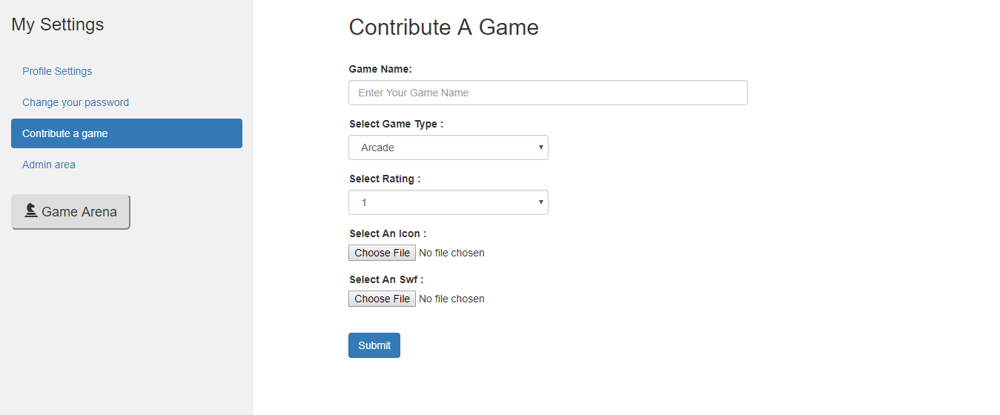 My Settings
Profile Settings
Change your password
Contribute a game
Admin area
Game Arena
Contribute A Game
Game Name:
Enter Your Game Name
Select Game Type :
Arcade
Select Rating :
1
Select An Icon :
Choose File No file chosen
Select An Swf :
Choose File No file chosen
Submit